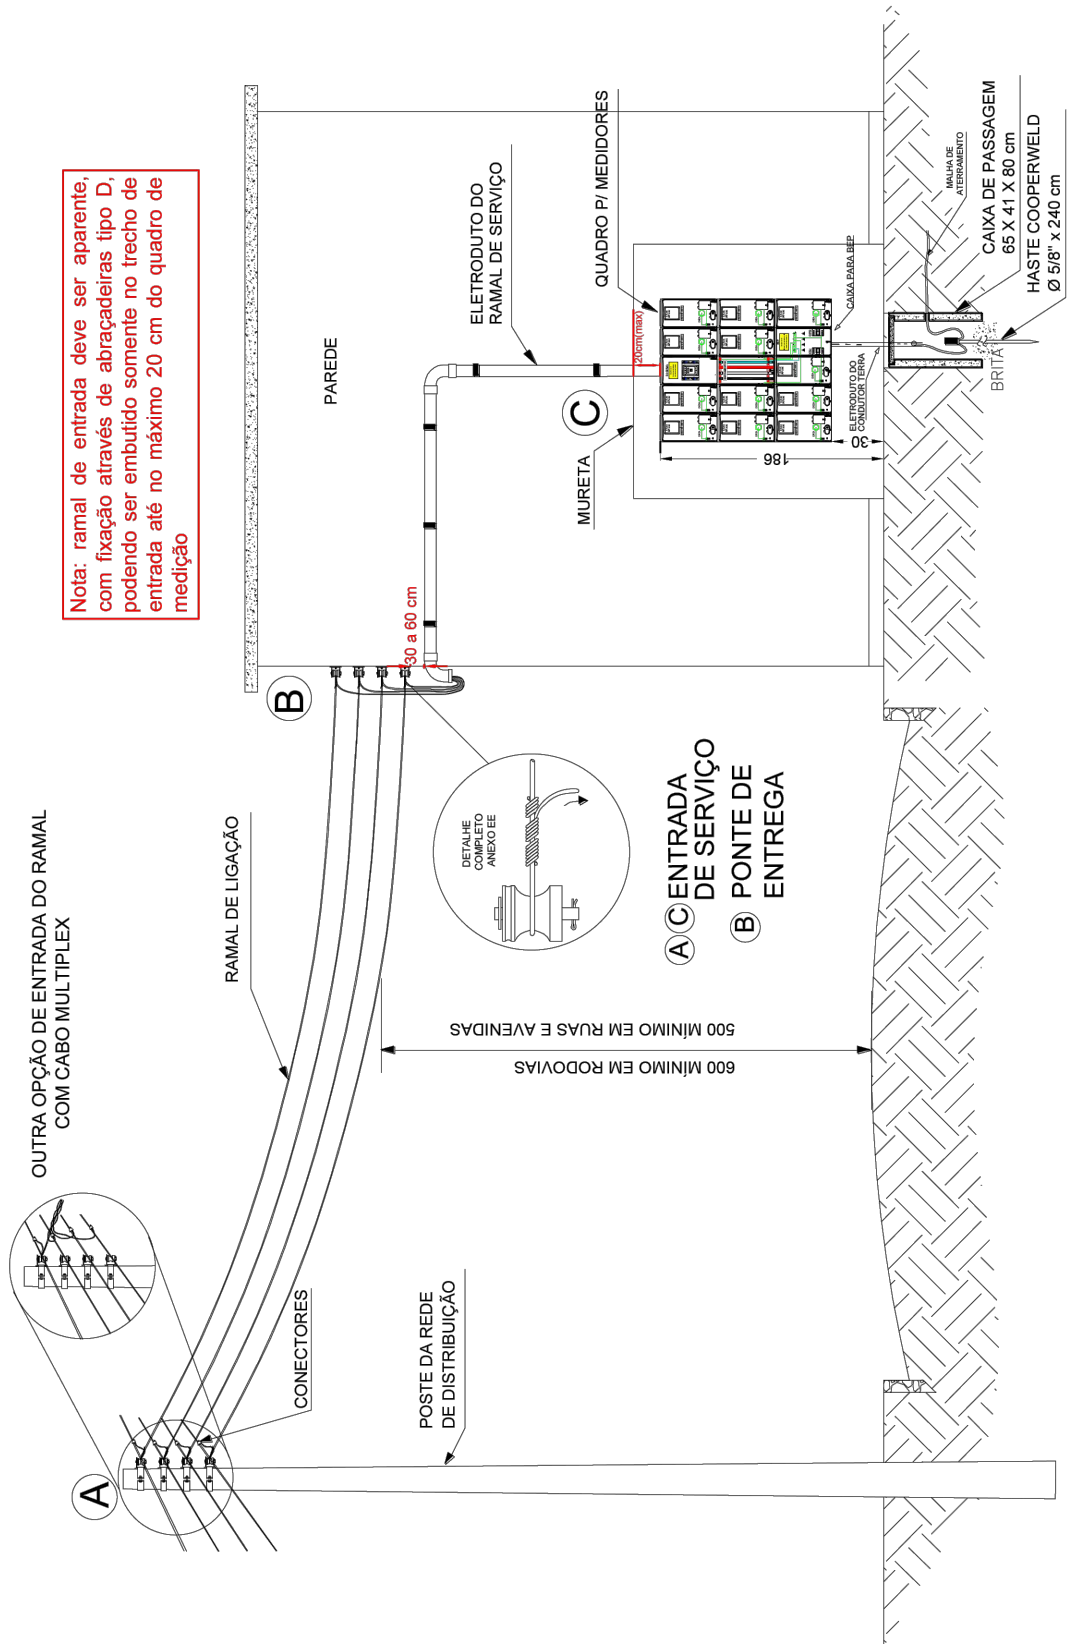 Nota: ramal de entrada deve ser aparente,
com fixação através de abraçadeiras tipo D,
podendo ser embutido somente no trecho de
entrada até no máximo 20 cm do quadro de
medição
OUTRA OPÇÃO DE ENTRADA DO RAMAL
COM CABO MULTIPLEX
RAMAL DE LIGAÇÃO
CONECTORES
POSTE DA REDE
DE DISTRIBUIÇÃO
A
B
C
PAREDE
30 a 60 cm
ELETRODUTO DO
RAMAL DE SERVIÇO
QUADRO P/ MEDIDORES
20cm(max)
MURETA
186
30
ELETRODUTO DO
CONDUTOR TERRA
CAIXA PARA BEP
MALHA DE
ATERRAMENTO
CAIXA DE PASSAGEM
65 X 41 X 80 cm
HASTE COOPERWELD
Ø 5/8" x 240 cm
BRITA
DETALHE
COMPLETO
ANEXO EE
A C ENTRADA
DE SERVIÇO
B PONTE DE
ENTREGA
500 MÍNIMO EM RUAS E AVENIDAS
600 MÍNIMO EM RODOVIAS